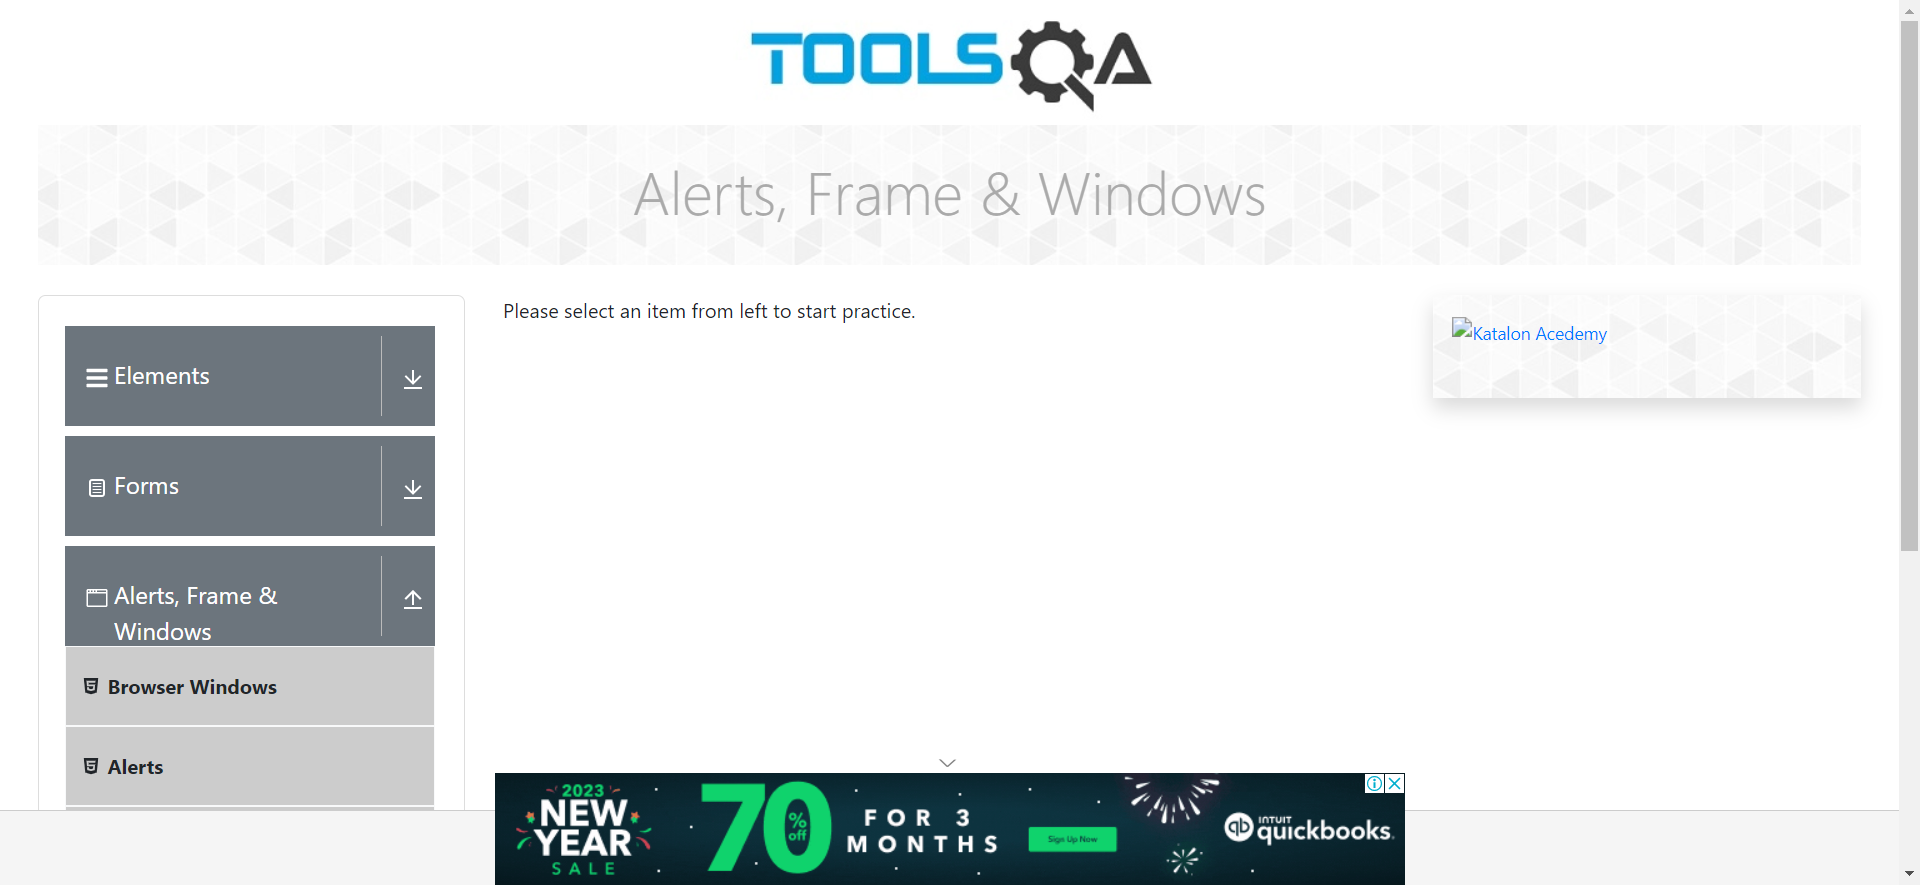 TOOLSQA
Alerts, Frame & Windows
Elements
Forms
Alerts, Frame &
Windows
Browser Windows
Alerts
Please select an item from left to start practice.
Katalon Acedemy
2023
NEW
YEAR
SALE
70
%
off
FOR 3
MONTHS
Sign Up Now
qb INTUIT
quickbooks.